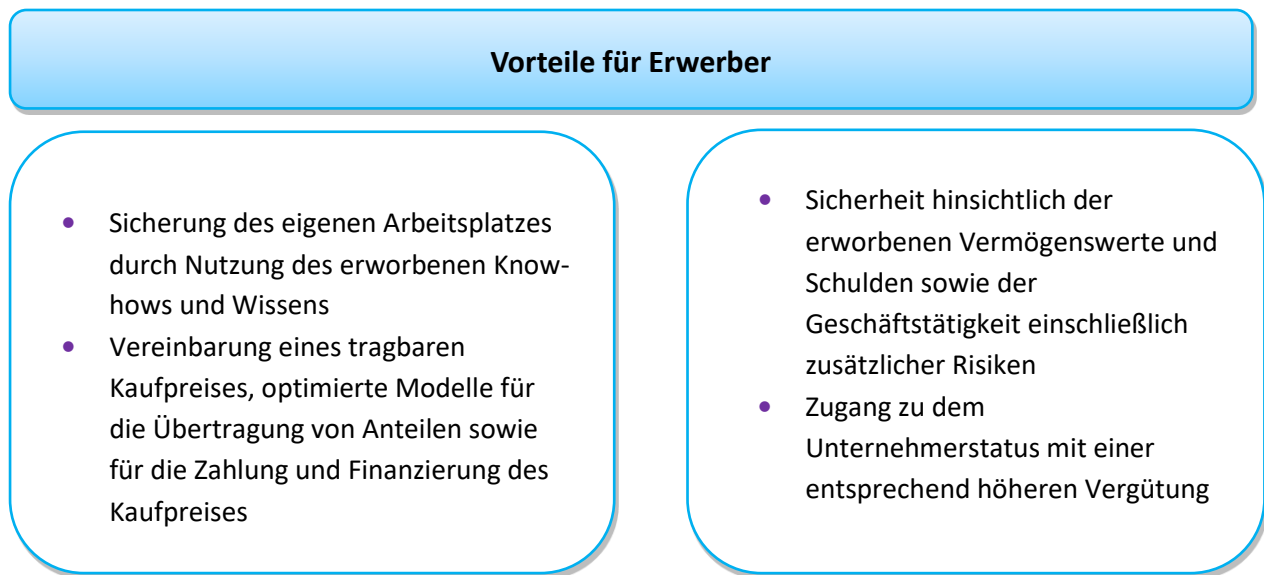 Vorteile für Erwerber
• Sicherung des eigenen Arbeitsplatzes
durch Nutzung des erworbenen Know-
hows und Wissens
• Vereinbarung eines tragbaren
Kaufpreises, optimierte Modelle für
die Übertragung von Anteilen sowie
für die Zahlung und Finanzierung des
Kaufpreises
• Sicherheit hinsichtlich der
erworbenen Vermögenswerte und
Schulden sowie der
Geschäftstätigkeit einschließlich
zusätzlicher Risiken
• Zugang zu dem
Unternehmerstatus mit einer
entsprechend höheren Vergütung